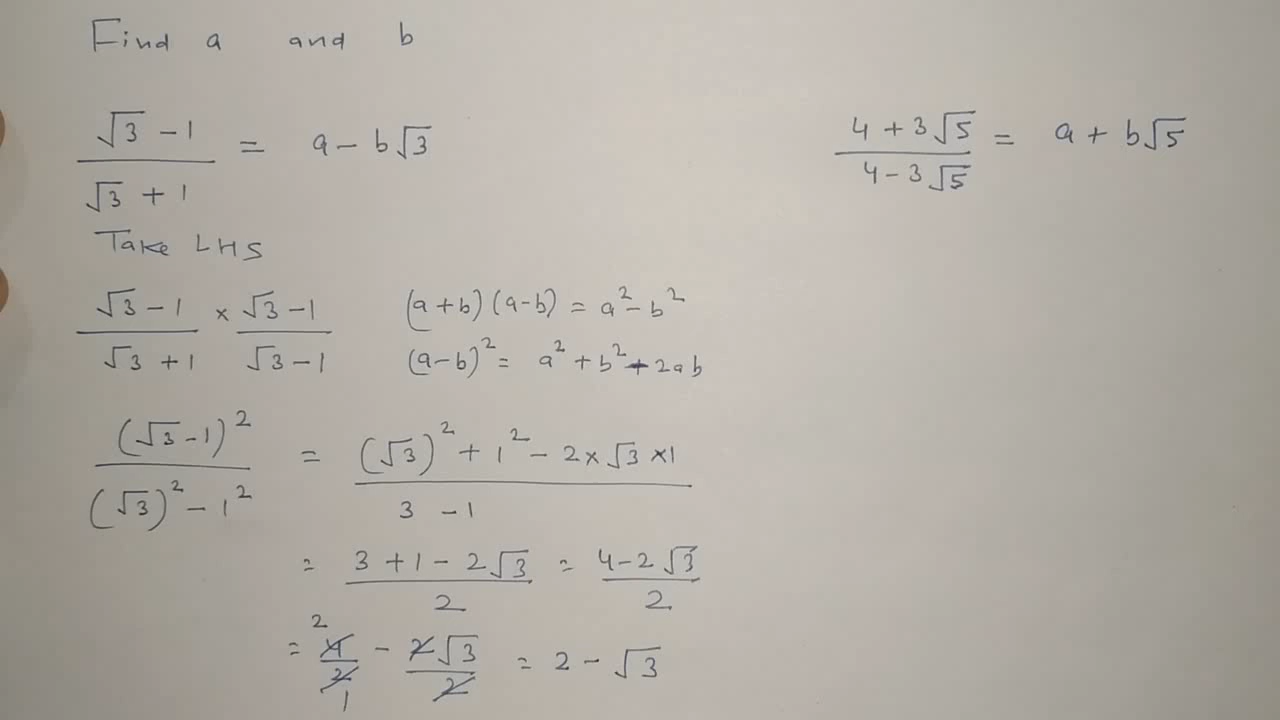 Find a and b
(√3 - 1)/(√3 + 1) = a - b√3
Take LHS
(√3 - 1)/(√3 + 1) × (√3 - 1)/(√3 - 1)
(a + b)(a - b) = a² - b²
(a - b)² = a² + b² - 2ab
(√3 - 1)²/((√3)² - 1²) = ((√3)² + 1² - 2 × √3 × 1)/(3 - 1)
= (3 + 1 - 2√3)/2 = (4 - 2√3)/2
2
= 4/2 - 2√3/2 = 2 - √3
1
(4 + 3√5)/(4 - 3√5) = a + b√5